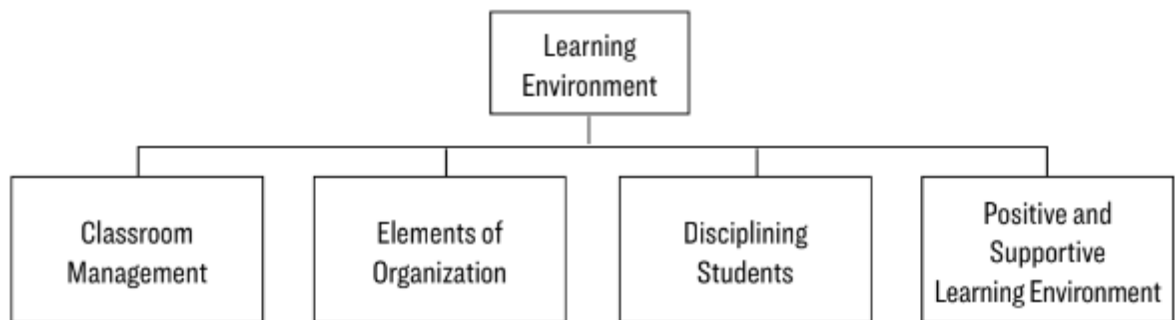 Learning
Environment
Classroom
Management
Elements of
Organization
Disciplining
Students
Positive and
Supportive
Learning Environment